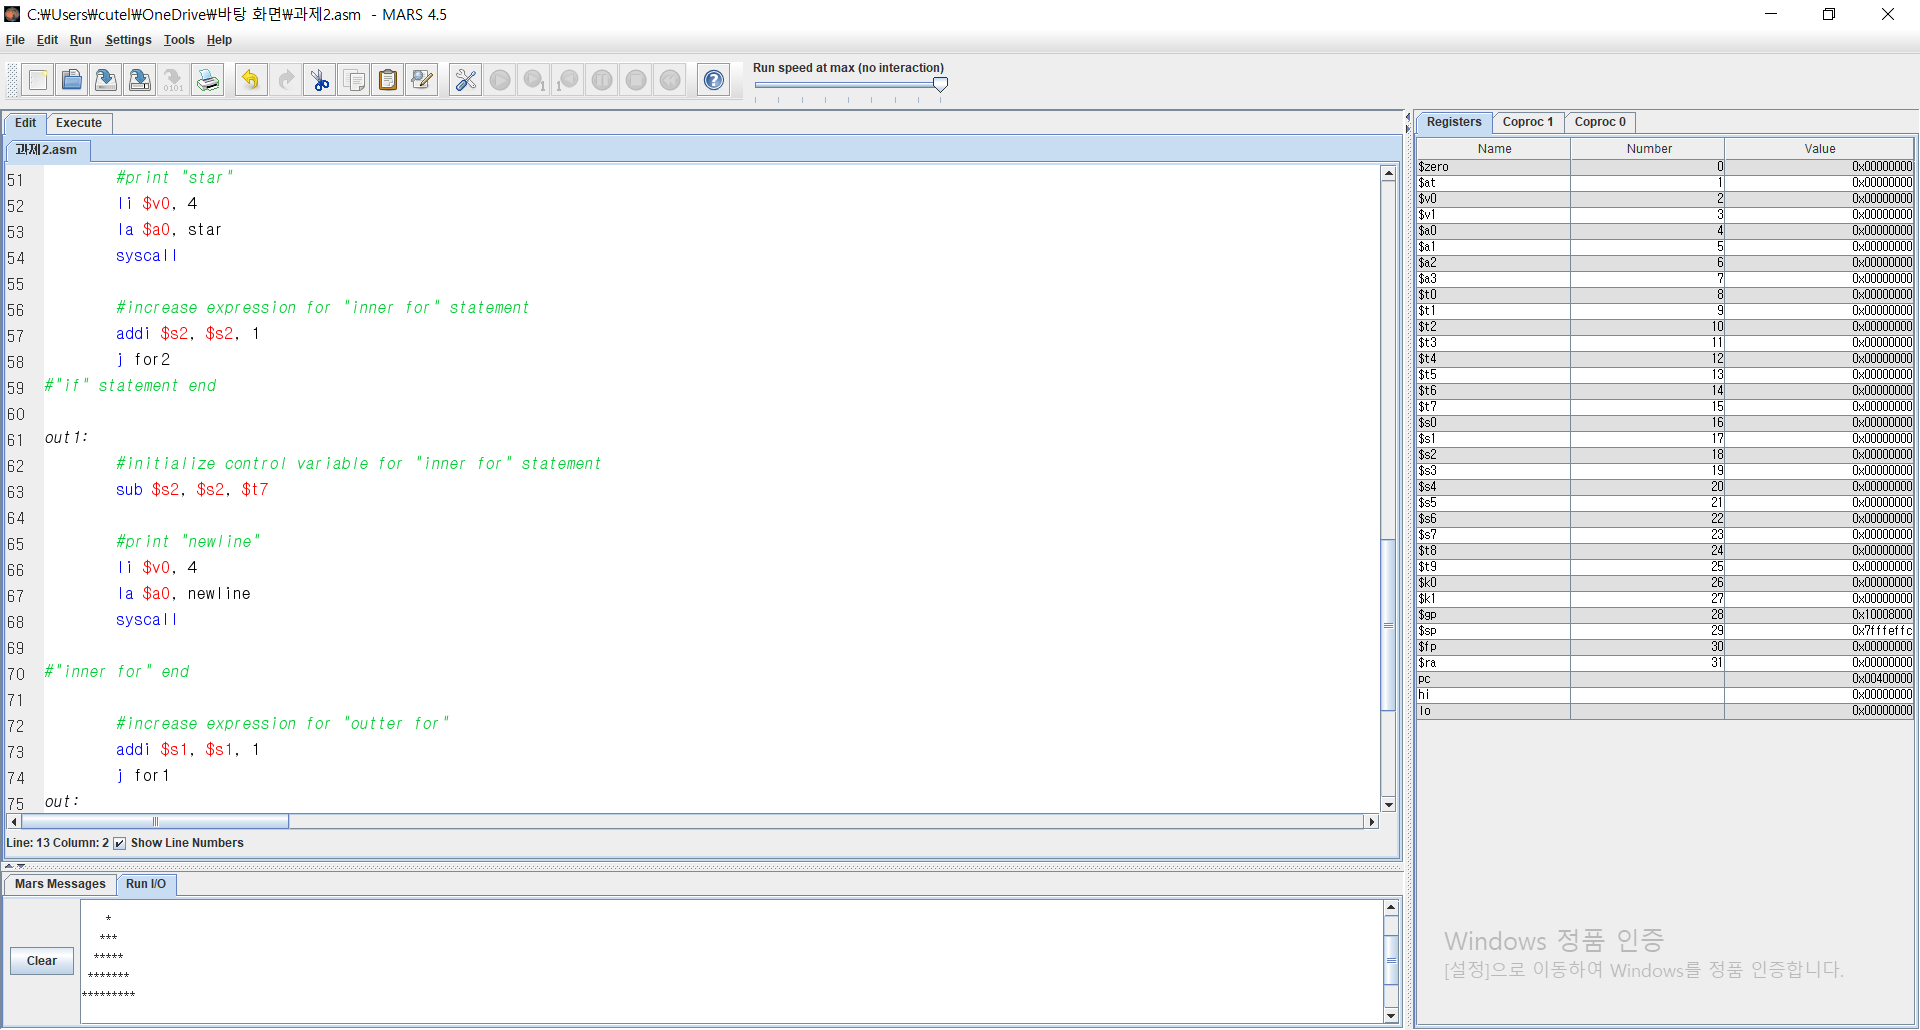 C:₩Users₩cutel₩OneDrive₩바탕 화면₩과제2.asm - MARS 4.5
File Edit Run Settings Tools Help
Run speed at max (no interaction)
Edit Execute
과제2.asm
51 #print "star"
52 li $v0, 4
53 la $a0, star
54 syscall
55
56 #increase expression for "inner for" statement
57 addi $s2, $s2, 1
58 j for2
59 #"if" statement end
60
61 out1:
62 #initialize control variable for "inner for" statement
63 sub $s2, $s2, $t7
64
65 #print "newline"
66 li $v0, 4
67 la $a0, newline
68 syscall
69
70 #"inner for" end
71
72 #increase expression for "outter for"
73 addi $s1, $s1, 1
74 j for1
75 out:
Line: 13 Column: 2 Show Line Numbers
Mars Messages Run I/O
Clear
*
***
*****
*******
*********
Registers Coproc 1 Coproc 0
Name Number Value
$zero 0 0x00000000
$at 1 0x00000000
$v0 2 0x00000000
$v1 3 0x00000000
$a0 4 0x00000000
$a1 5 0x00000000
$a2 6 0x00000000
$a3 7 0x00000000
$t0 8 0x00000000
$t1 9 0x00000000
$t2 10 0x00000000
$t3 11 0x00000000
$t4 12 0x00000000
$t5 13 0x00000000
$t6 14 0x00000000
$t7 15 0x00000000
$s0 16 0x00000000
$s1 17 0x00000000
$s2 18 0x00000000
$s3 19 0x00000000
$s4 20 0x00000000
$s5 21 0x00000000
$s6 22 0x00000000
$s7 23 0x00000000
$t8 24 0x00000000
$t9 25 0x00000000
$k0 26 0x00000000
$k1 27 0x00000000
$gp 28 0x10008000
$sp 29 0x7fffeffc
$fp 30 0x00000000
$ra 31 0x00000000
pc 0x00400000
hi 0x00000000
lo 0x00000000
Windows 정품 인증
[설정]으로 이동하여 Windows를 정품 인증합니다.